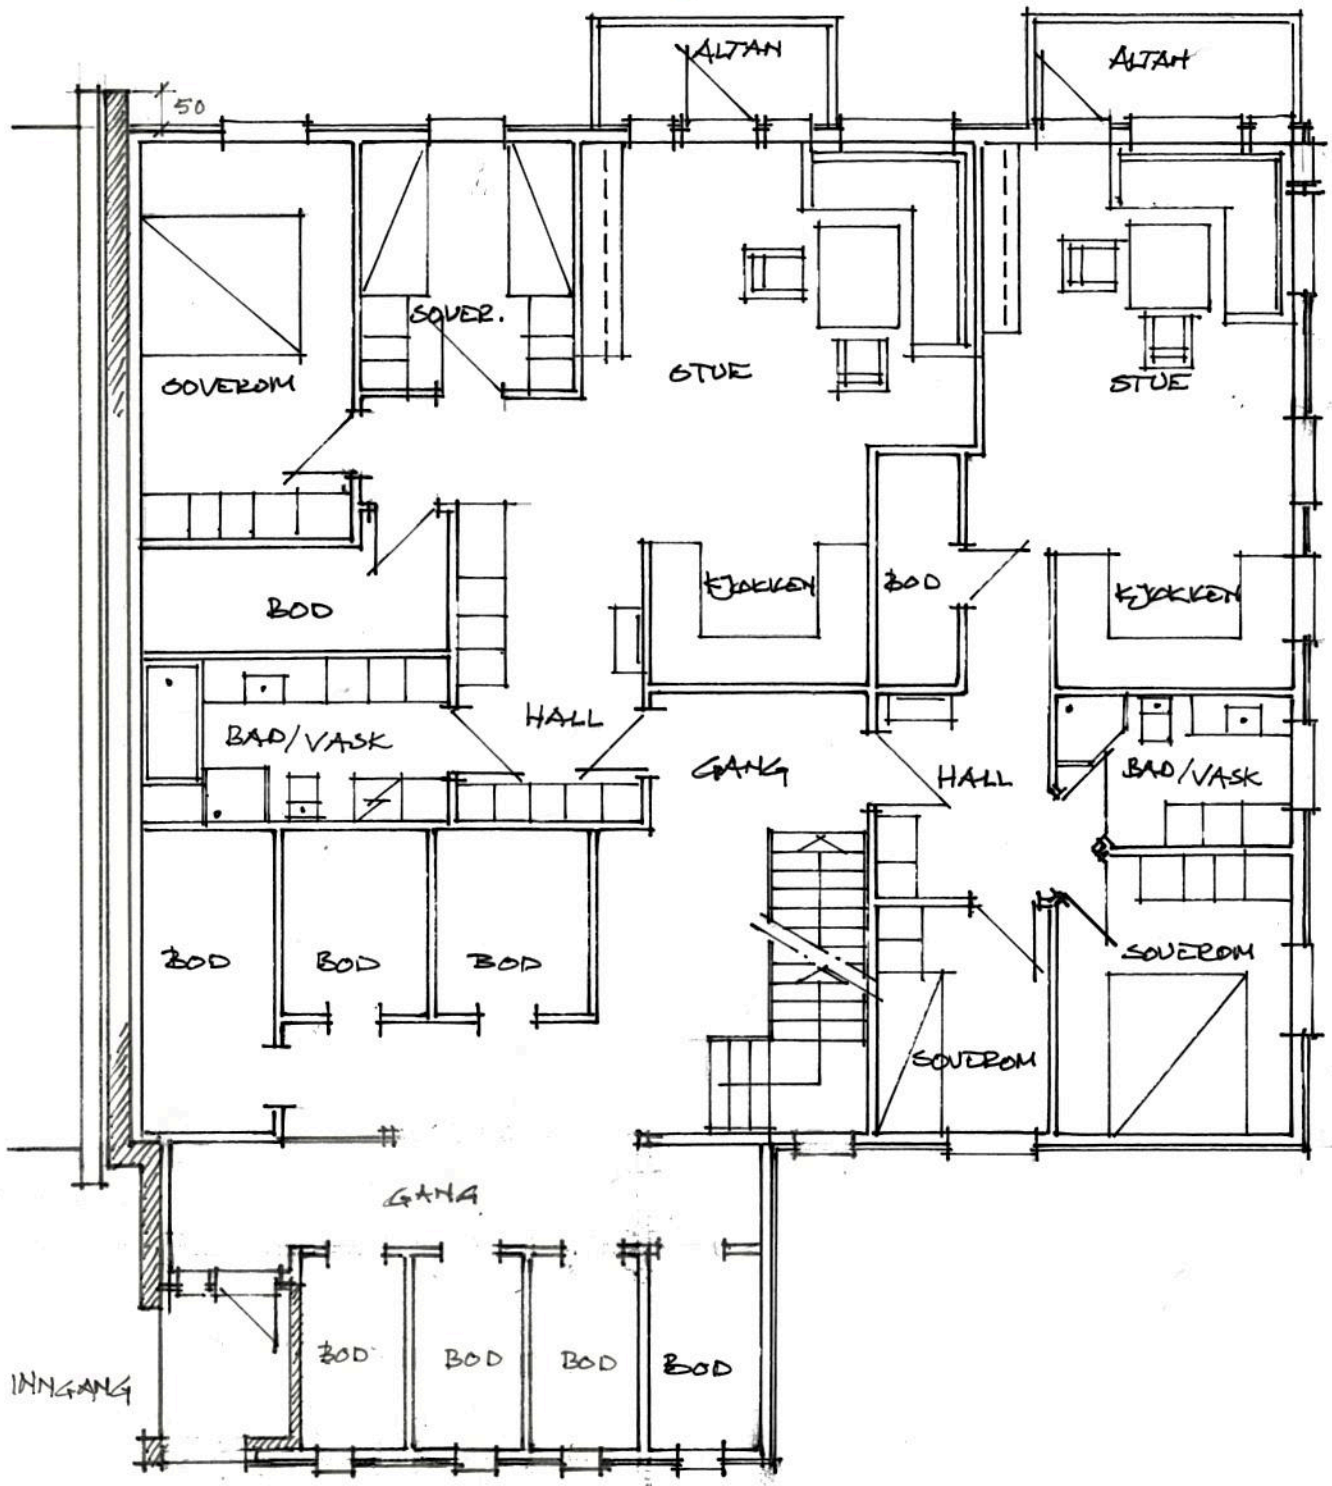 ALTAN
ALTAN
50
SOVER.
SOVEROM
STUE
STUE
BOD
KJØKKEN
BOD
KJØKKEN
HALL
BAD/VASK
GANG
HALL
BAD/VASK
BOD
BOD
BOD
SOVEROM
SOVEROM
GANG
BOD
BOD
BOD
BOD
INNGANG